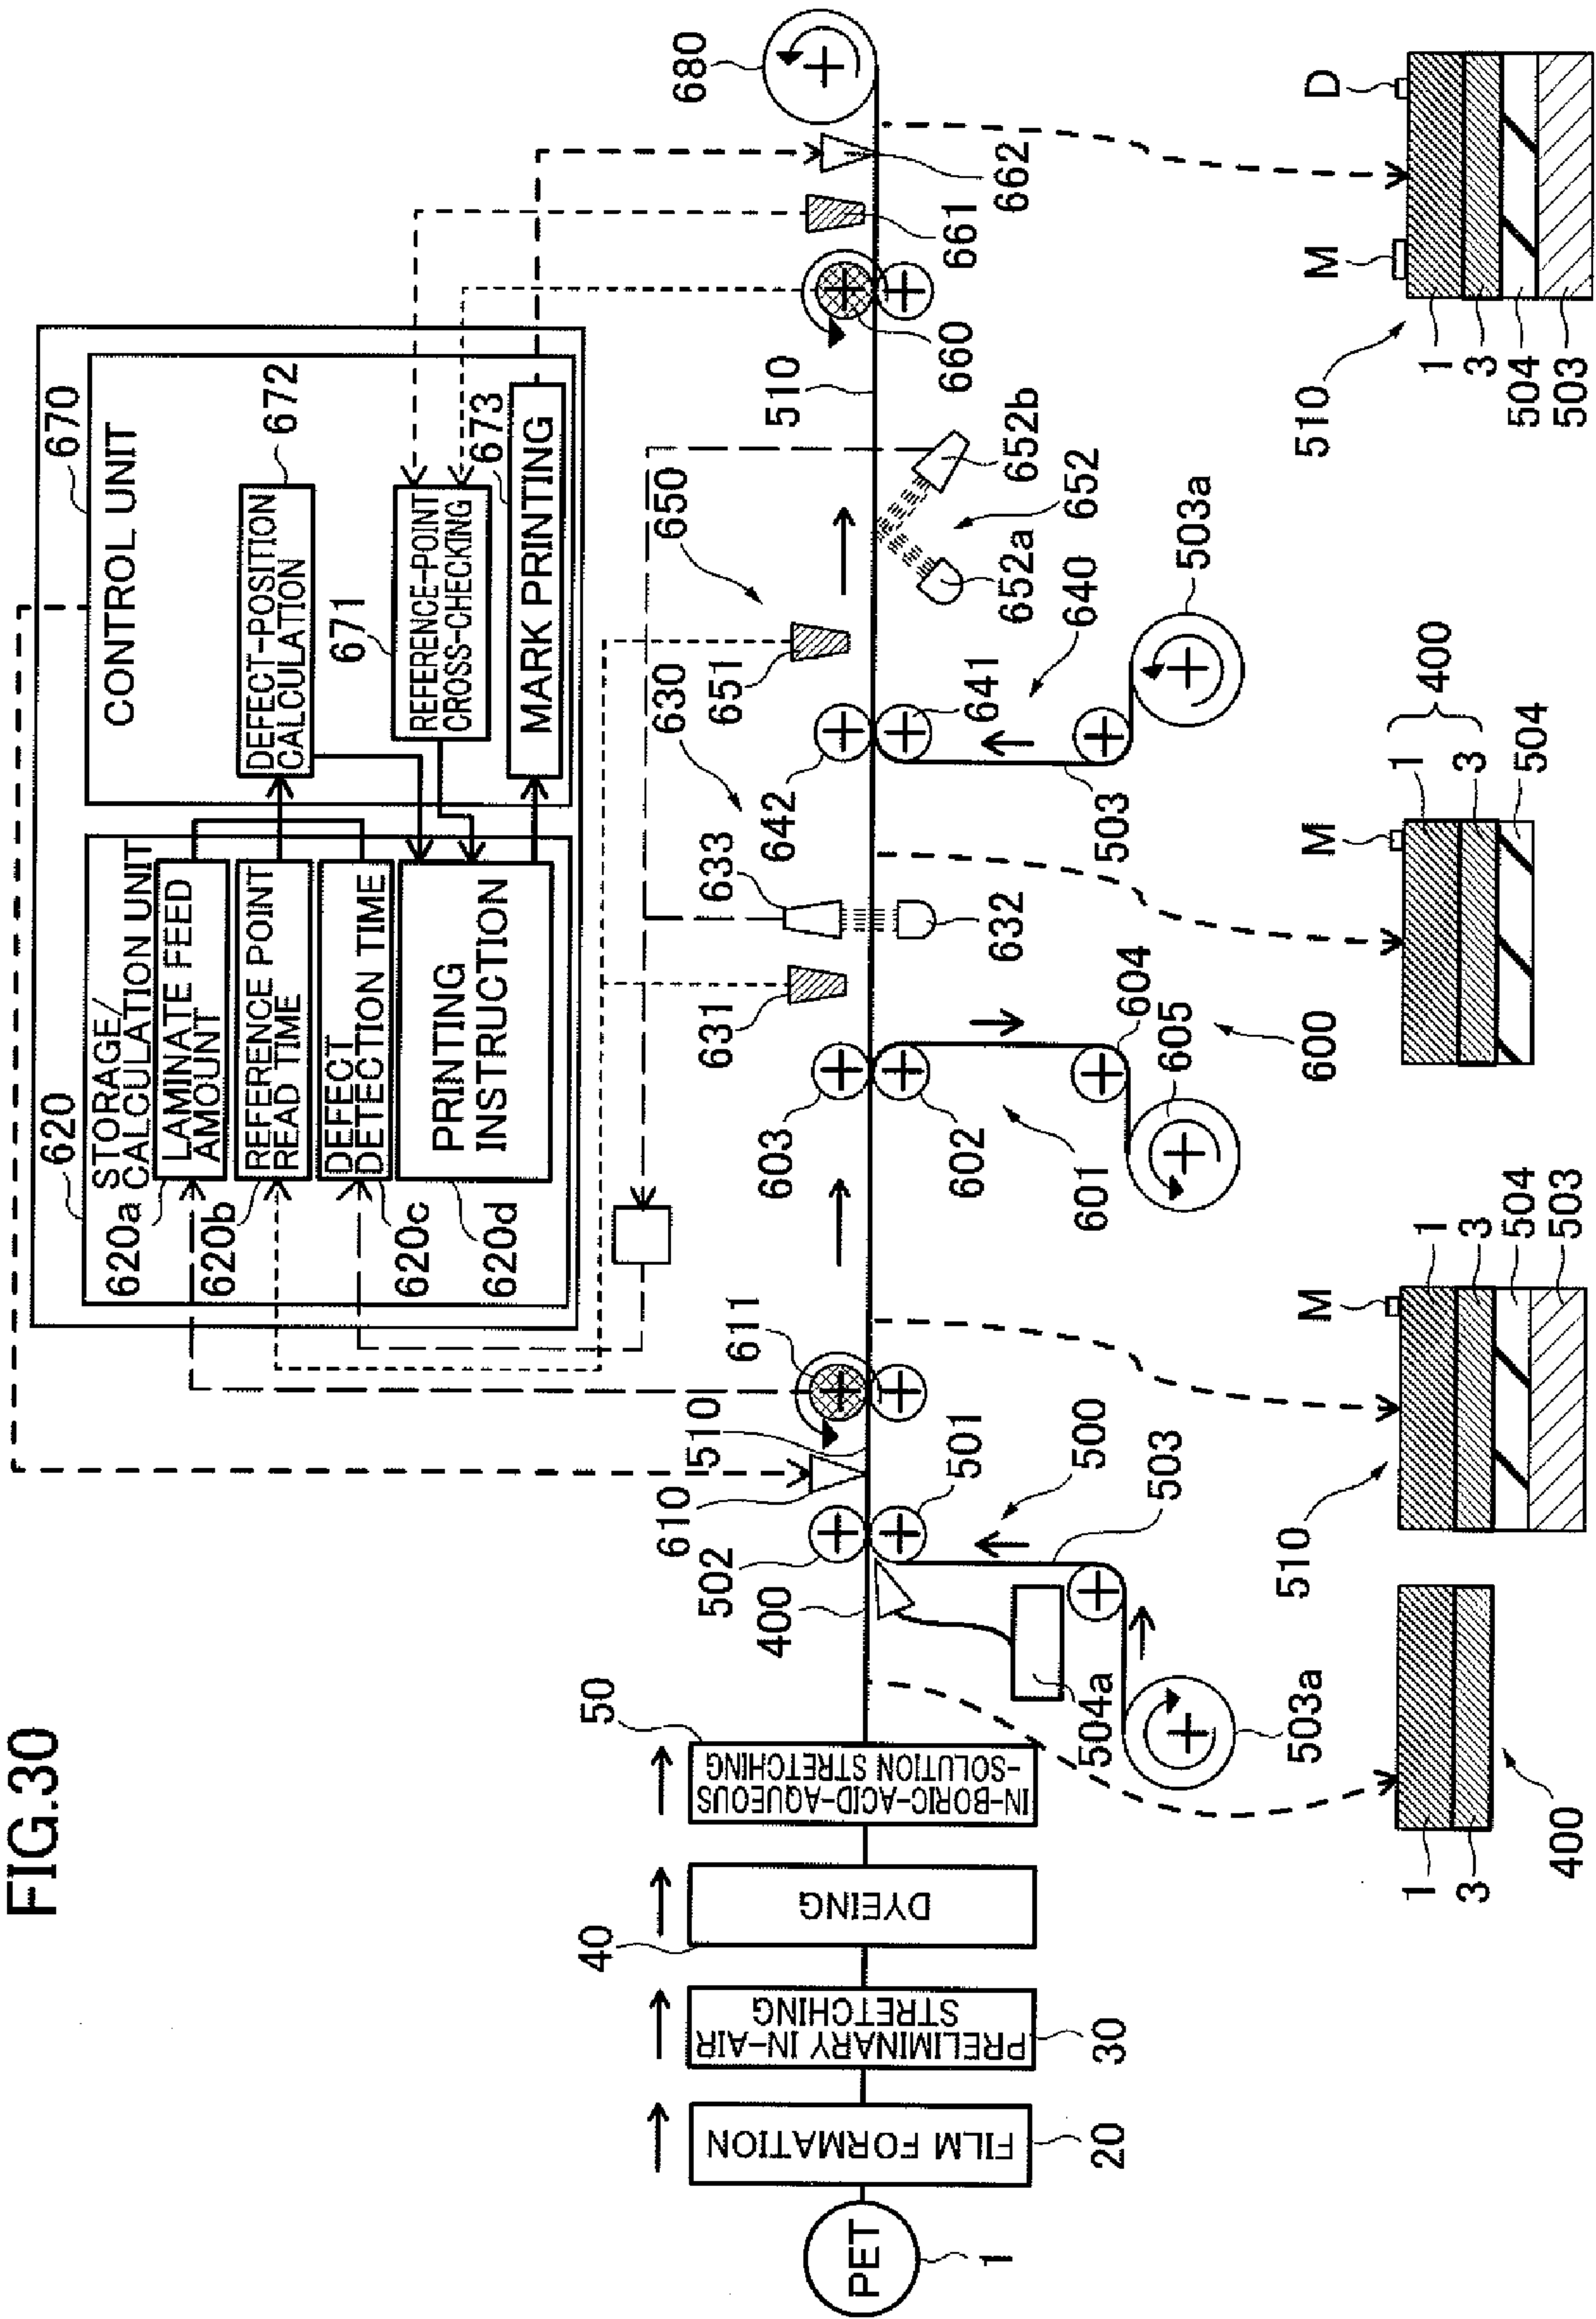 FIG.30
670
CONTROL UNIT
DEFECT-POSITION
CALCULATION
672
671
REFERENCE-POINT
CROSS-CHECKING
673
MARK PRINTING
620
STORAGE/
CALCULATION UNIT
620a
LAMINATE FEED
AMOUNT
620b
REFERENCE POINT
READ TIME
620c
DEFECT
DETECTION TIME
620d
PRINTING
INSTRUCTION
PET
1
FILM FORMATION
20
PRELIMINARY IN-AIR
STRETCHING
30
DYEING
40
IN-BORIC-ACID-AQUEOUS
-SOLUTION STRETCHING
50
400
502
610
510
611
501
500
503
504a
503a
603
602
601
604
605
600
631
633
632
630
642
641
640
503
503a
651
650
652a
652b
652
510
660
661
662
680
1
3
400
510
M
1
3
504
503
M
1
3
400
504
510
M
D
1
3
504
503